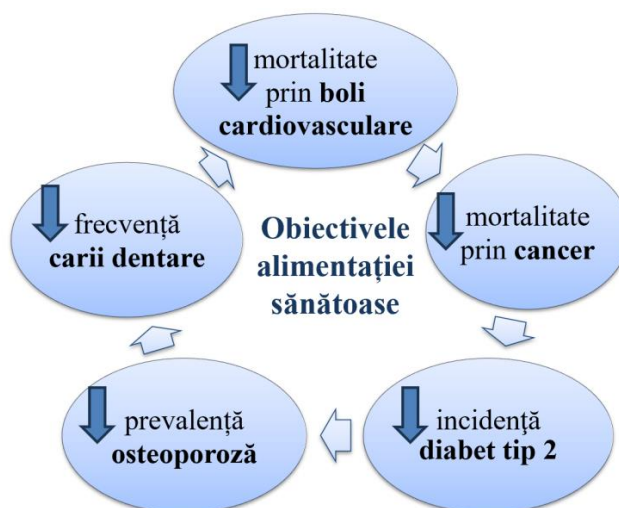 mortalitate
prin boli
cardiovasculare
mortalitate
prin cancer
incidență
diabet tip 2
prevalență
osteoporoză
frecvență
carii dentare
Obiectivele
alimentației
sănătoase